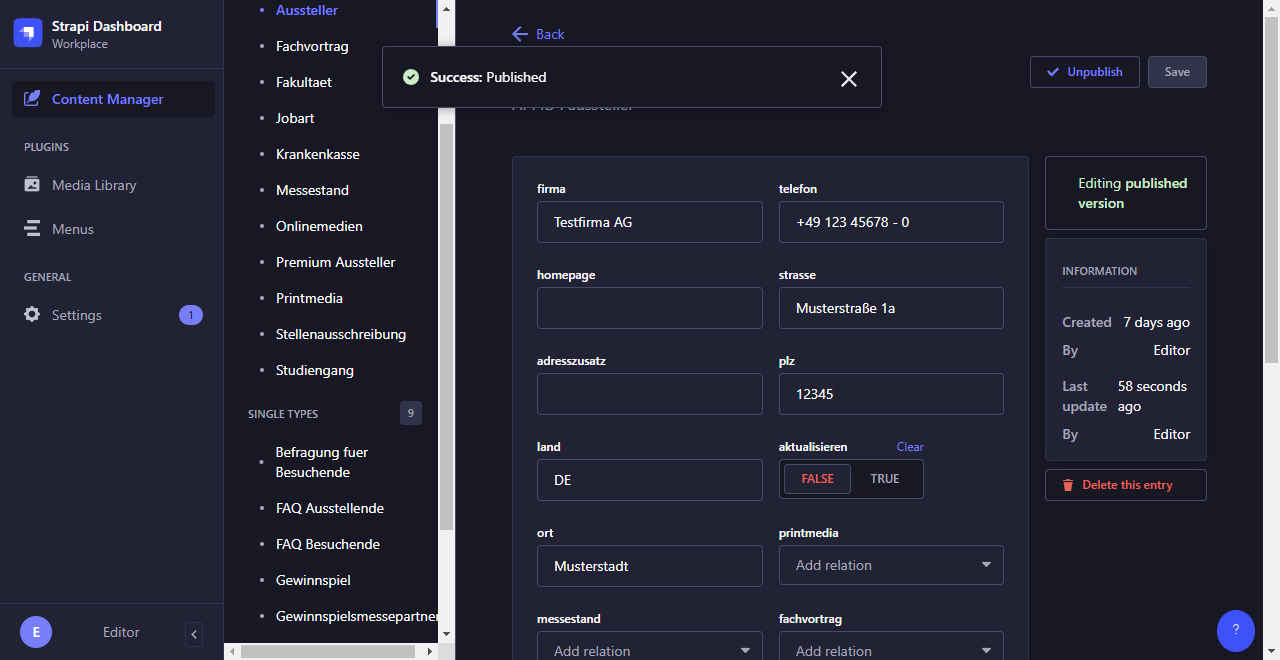 Strapi Dashboard
Workplace
Content Manager
PLUGINS
Media Library
Menus
GENERAL
Settings
1
E
Editor
Aussteller
Fachvortrag
Fakultaet
Jobart
Krankenkasse
Messestand
Onlinemedien
Premium Aussteller
Printmedia
Stellenausschreibung
Studiengang
SINGLE TYPES
9
Befragung fuer
Besuchende
FAQ Ausstellende
FAQ Besuchende
Gewinnspiel
Gewinnspielsmessepartner
Back
Success: Published
Unpublish
Save
firma
Testfirma AG
telefon
+49 123 45678 - 0
homepage
strasse
Musterstraße 1a
adresszusatz
plz
12345
land
DE
aktualisieren
Clear
FALSE
TRUE
ort
Musterstadt
printmedia
Add relation
messestand
Add relation
fachvortrag
Add relation
Editing published
version
INFORMATION
Created 7 days ago
By Editor
Last update 58 seconds ago
By Editor
Delete this entry
?